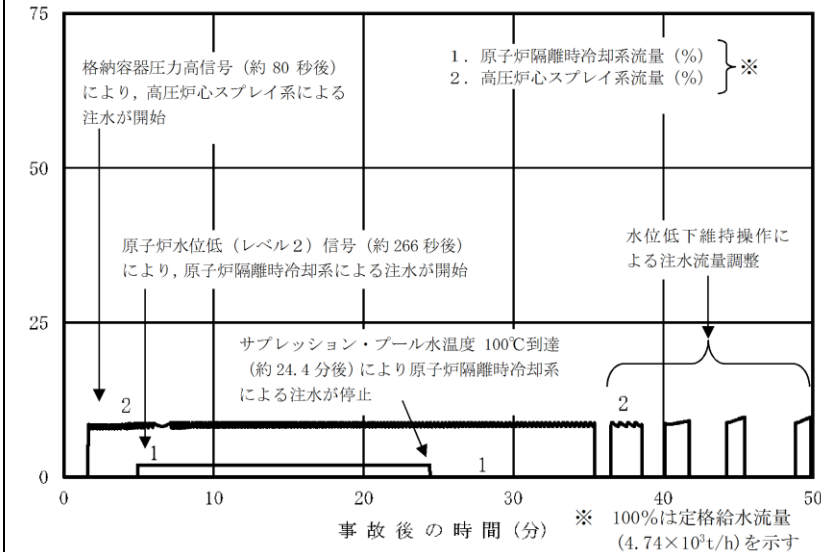 75
50
25
0
格納容器圧力高信号（約 80 秒後）
により，高圧炉心スプレイ系による
注水が開始
1．原子炉隔離時冷却系流量（%）
2．高圧炉心スプレイ系流量（%）
※
原子炉水位低（レベル２）信号（約266 秒後）
により，原子炉隔離時冷却系による注水が開始
水位低下維持操作に
よる注水流量調整
サプレッション・プール水温度 100℃到達
（約 24.4 分後）により原子炉隔離時冷却系
による注水が停止
2
1
1
2
0
10
20
30
40
50
事 故 後 の 時 間（分）
※ 100%は定格給水流量
(4.74×10³t/h)を示す